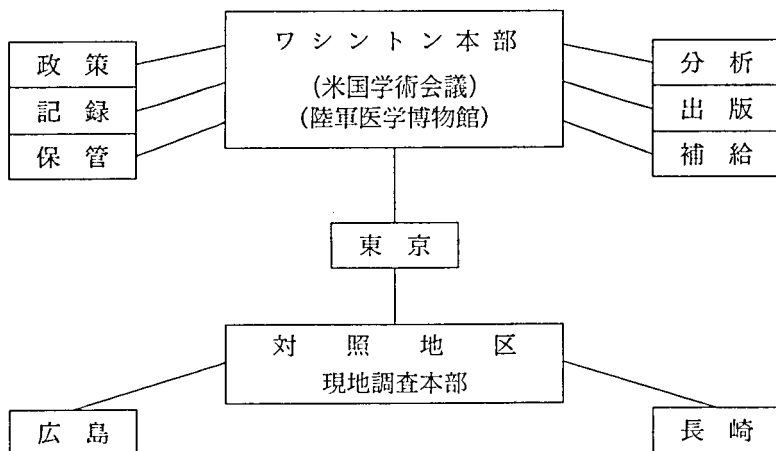 ワシントン本部
(米国学術会議)
(陸軍医学博物館)
政策
記録
保管
分析
出版
補給
東京
対照地区
現地調査本部
広島
長崎